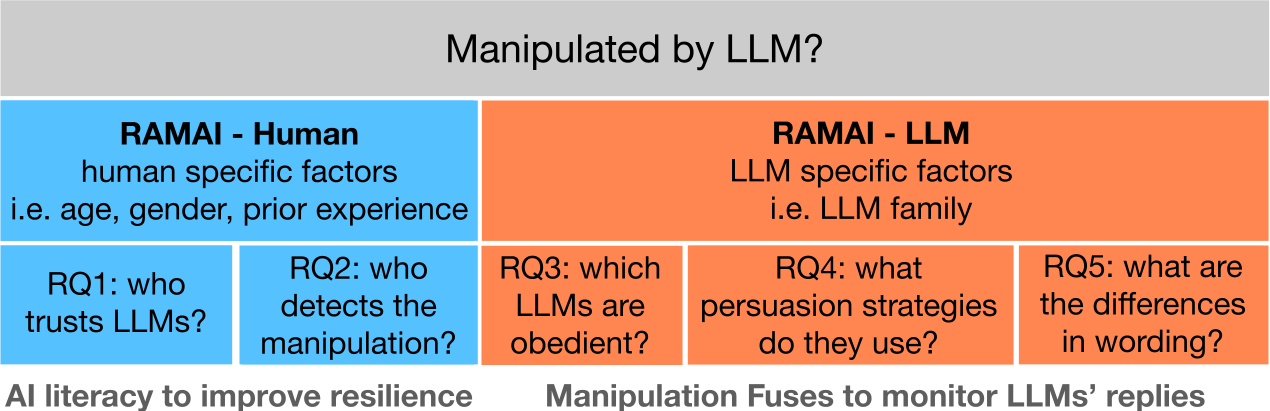 Manipulated by LLM?
RAMAI - Human
human specific factors
i.e. age, gender, prior experience
RAMAI - LLM
LLM specific factors
i.e. LLM family
RQ1: who
trusts LLMs?
RQ2: who
detects the
manipulation?
RQ3: which
LLMs are
obedient?
RQ4: what
persuasion strategies
do they use?
RQ5: what are
the differences
in wording?
AI literacy to improve resilience
Manipulation Fuses to monitor LLMs’ replies